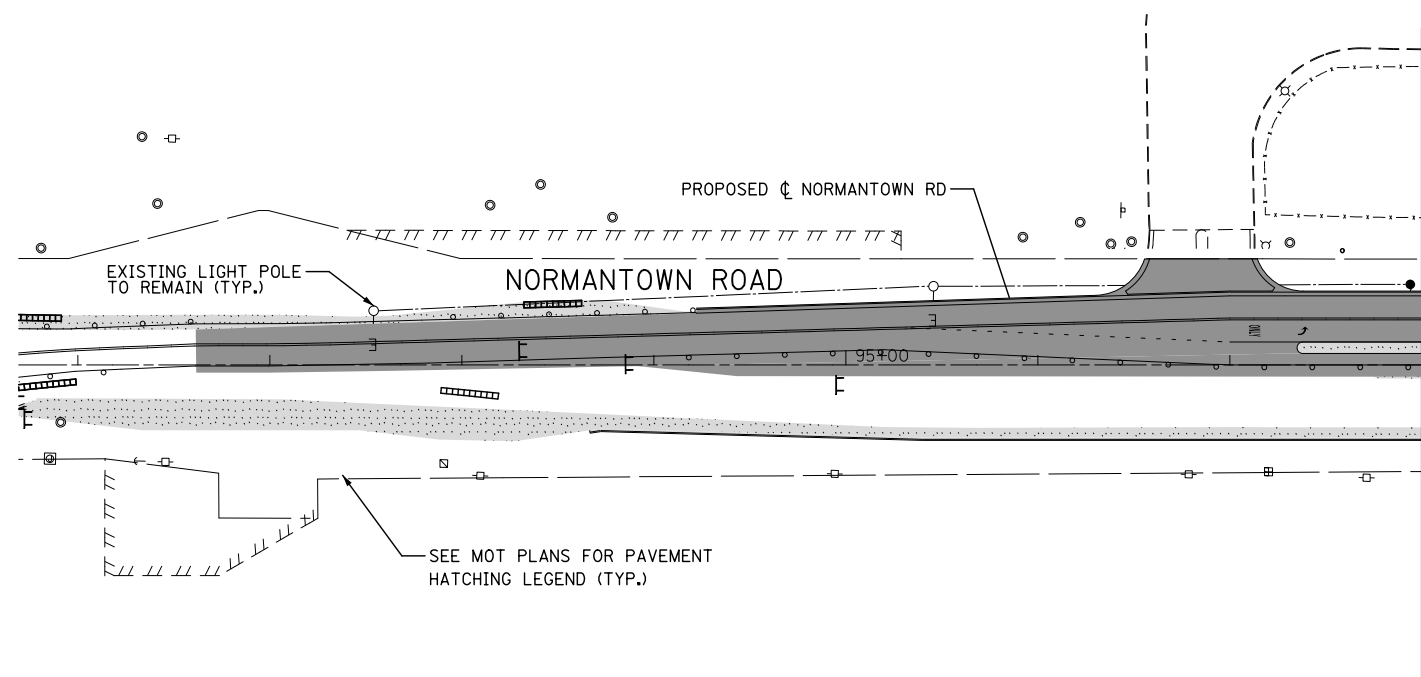 PROPOSED ℄ NORMANTOWN RD
EXISTING LIGHT POLE
TO REMAIN (TYP.)
NORMANTOWN ROAD
95+00
SEE MOT PLANS FOR PAVEMENT
HATCHING LEGEND (TYP.)